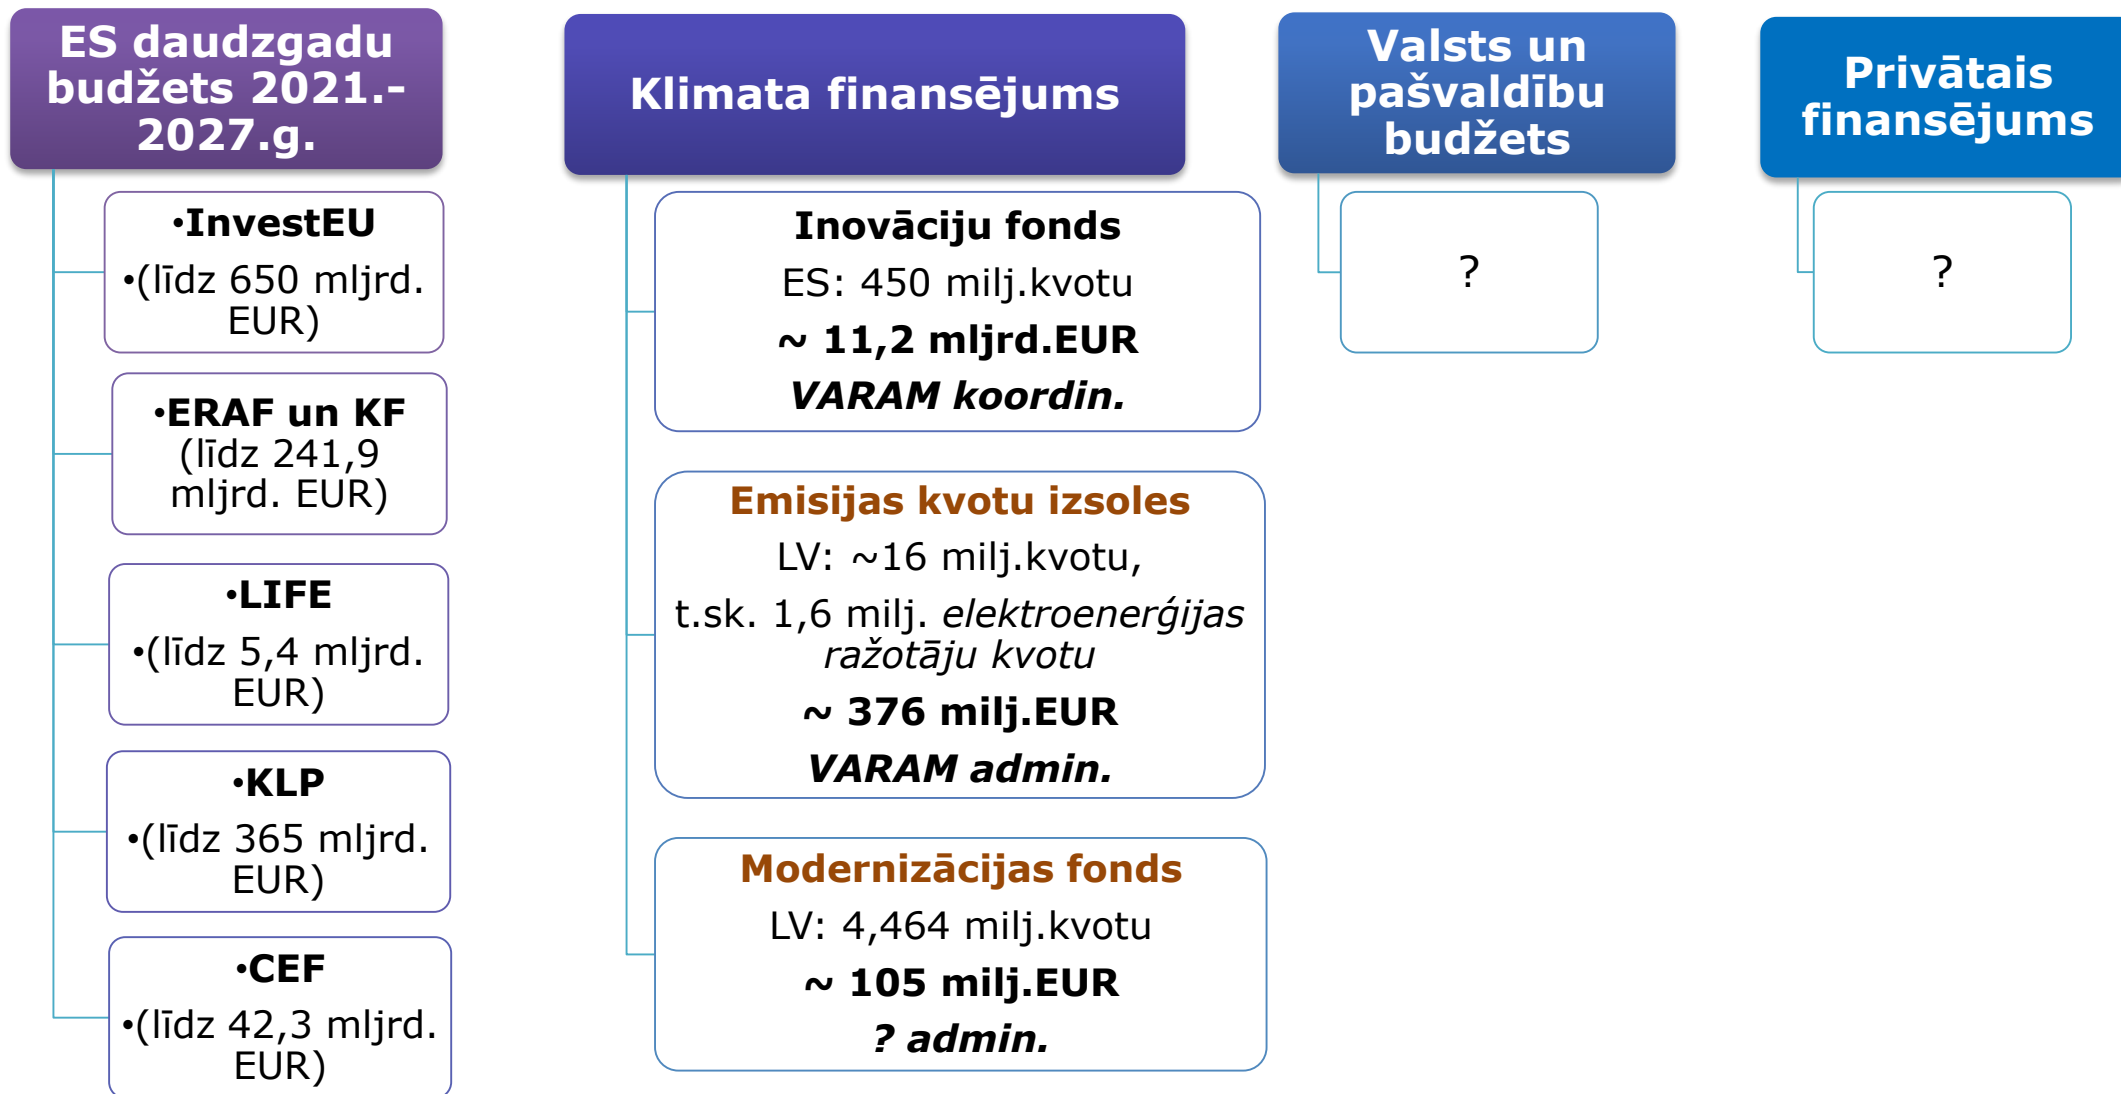 ES daudzgadu
budžets 2021.-
2027.g.
•InvestEU
•(līdz 650 mljrd.
EUR)
•ERAF un KF
(līdz 241,9
mljrd. EUR)
•LIFE
•(līdz 5,4 mljrd.
EUR)
•KLP
•(līdz 365 mljrd.
EUR)
•CEF
•(līdz 42,3 mljrd.
EUR)
Klimata finansējums
Inovāciju fonds
ES: 450 milj.kvotu
~ 11,2 mljrd.EUR
VARAM koordin.
Emisijas kvotu izsoles
LV: ~16 milj.kvotu,
t.sk. 1,6 milj. elektroenerģijas
ražotāju kvotu
~ 376 milj.EUR
VARAM admin.
Modernizācijas fonds
LV: 4,464 milj.kvotu
~ 105 milj.EUR
? admin.
Valsts un
pašvaldību
budžets
?
Privātais
finansējums
?